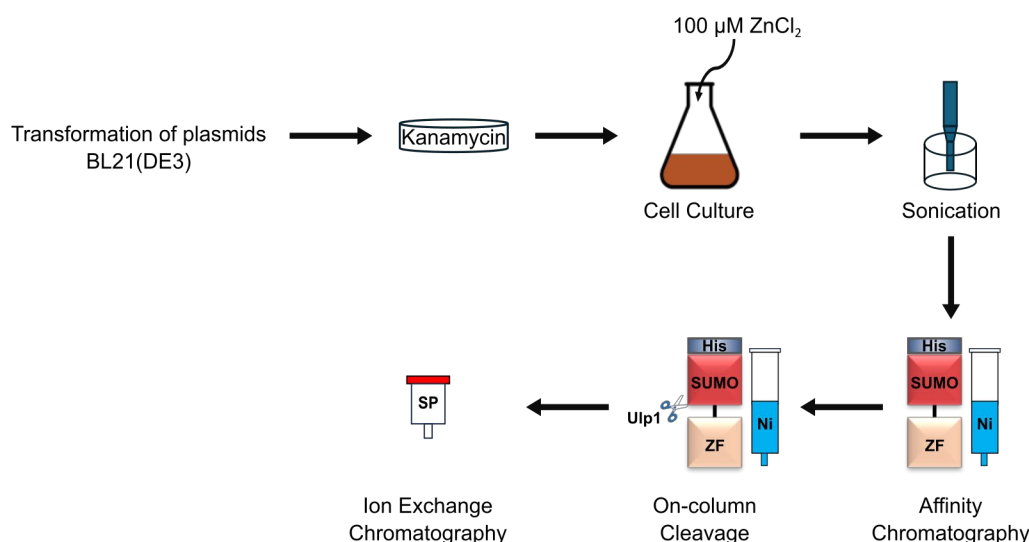 100 µM ZnCl₂
Transformation of plasmids
BL21(DE3)
Kanamycin
Cell Culture
Sonication
His
SUMO
ZF
Ni
Affinity
Chromatography
His
SUMO
Ulp1
ZF
Ni
On-column
Cleavage
SP
Ion Exchange
Chromatography